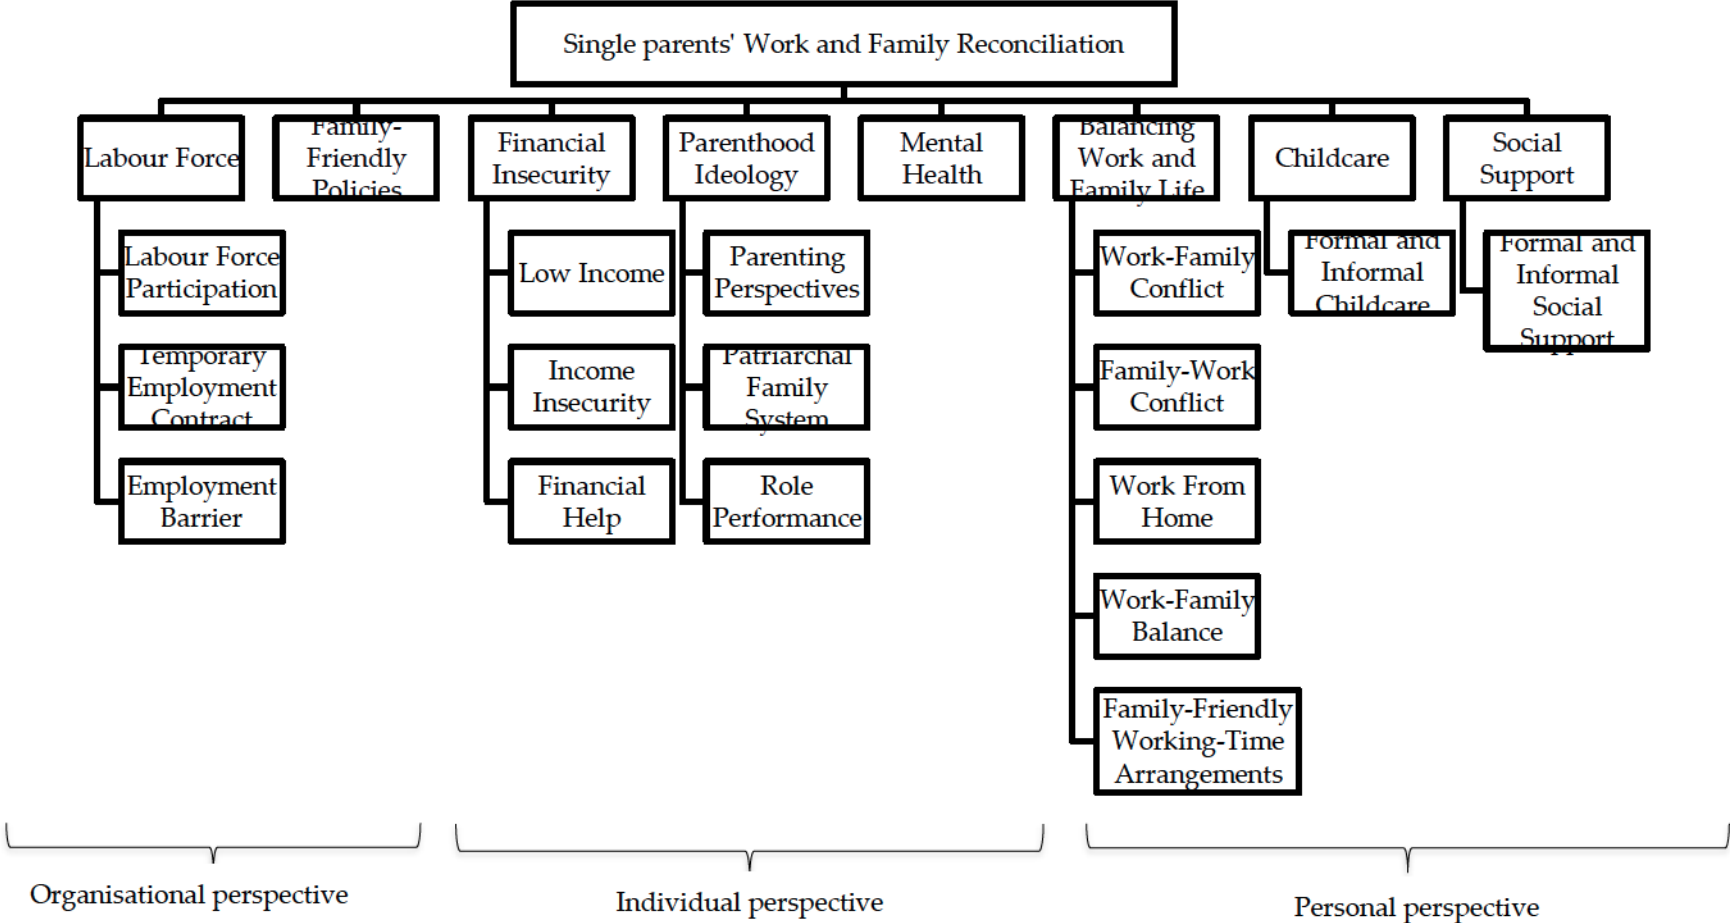 Single parents' Work and Family Reconciliation
Labour Force
Family-
Friendly
Policies
Financial
Insecurity
Parenthood
Ideology
Mental
Health
Balancing
Work and
Family Life
Childcare
Social
Support
Labour Force
Participation
Temporary
Employment
Contract
Employment
Barrier
Low Income
Income
Insecurity
Financial
Help
Parenting
Perspectives
Patriarchal
Family
System
Role
Performance
Work-Family
Conflict
Family-Work
Conflict
Work From
Home
Work-Family
Balance
Family-Friendly
Working-Time
Arrangements
Formal and
Informal
Childcare
Formal and
Informal
Social
Support
Organisational perspective
Individual perspective
Personal perspective